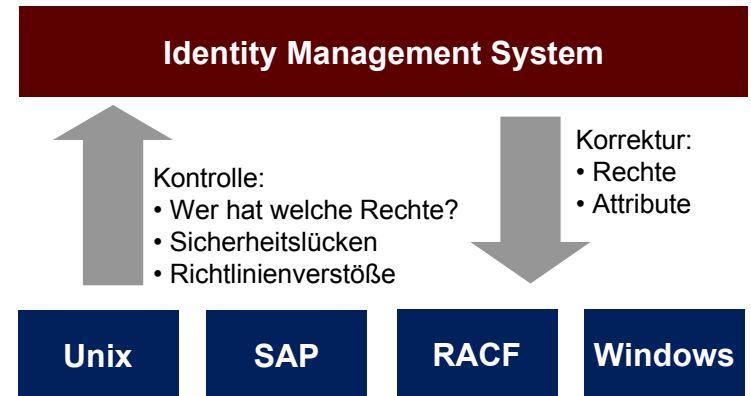 Identity Management System
Kontrolle:
• Wer hat welche Rechte?
• Sicherheitslücken
• Richtlinienverstöße
Korrektur:
• Rechte
• Attribute
Unix
SAP
RACF
Windows